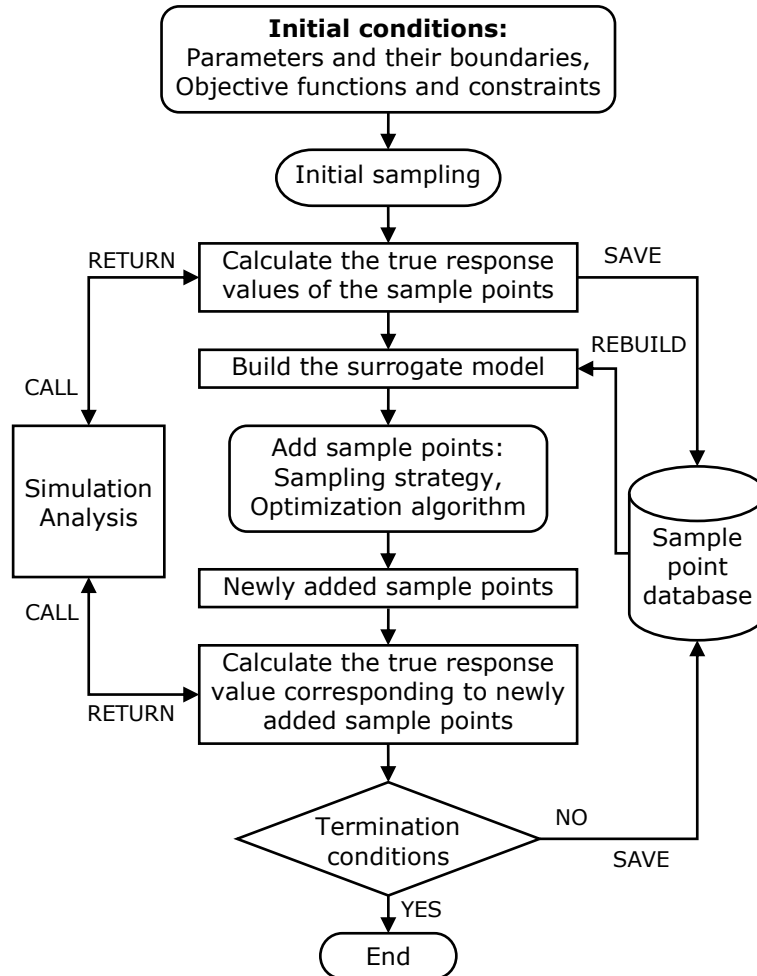 Initial conditions:
Parameters and their boundaries,
Objective functions and constraints
Initial sampling
RETURN
Calculate the true response
values of the sample points
SAVE
REBUILD
Build the surrogate model
CALL
Add sample points:
Sampling strategy,
Optimization algorithm
Simulation
Analysis
Sample
point
database
Newly added sample points
CALL
Calculate the true response
value corresponding to newly
added sample points
RETURN
Termination
conditions
NO
SAVE
YES
End